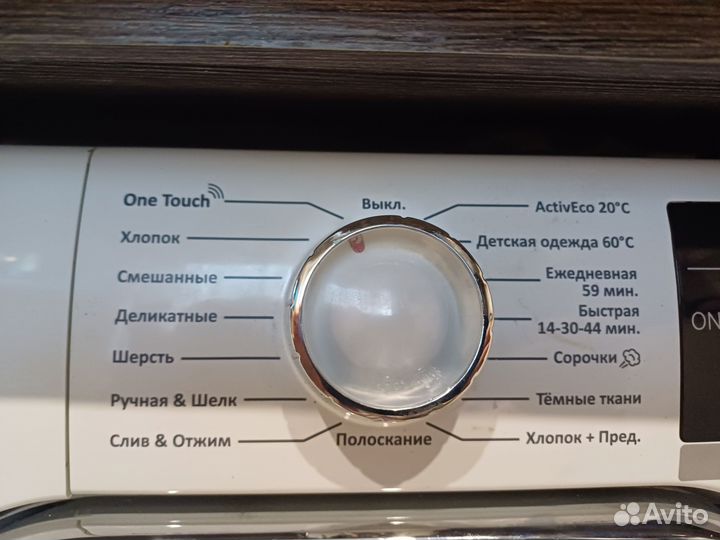 One Touch
Хлопок
Смешанные
Деликатные
Шерсть
Ручная & Шелк
Слив & Отжим
Выкл.
Полоскание
ActivEco 20°C
Детская одежда 60°C
Ежедневная
59 мин.
Быстрая
14-30-44 мин.
Сорочки
Тёмные ткани
Хлопок + Пред.
ON
Avito